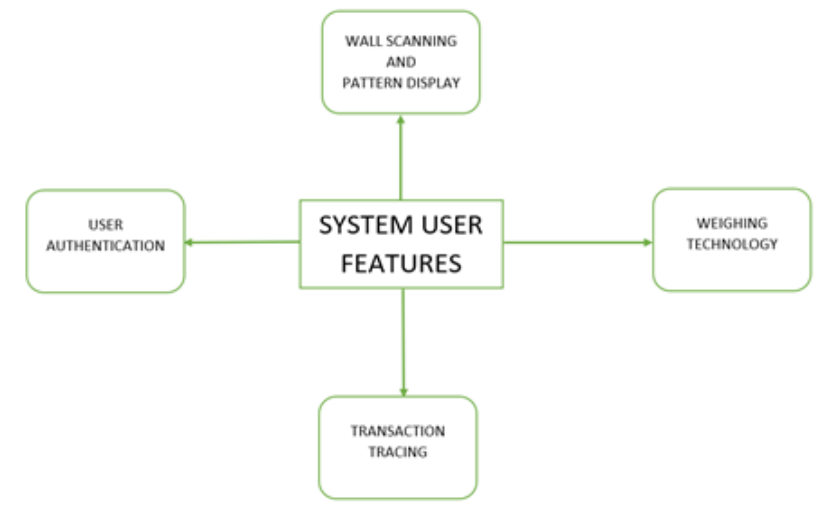 WALL SCANNING
AND
PATTERN DISPLAY
USER
AUTHENTICATION
SYSTEM USER
FEATURES
WEIGHING
TECHNOLOGY
TRANSACTION
TRACING